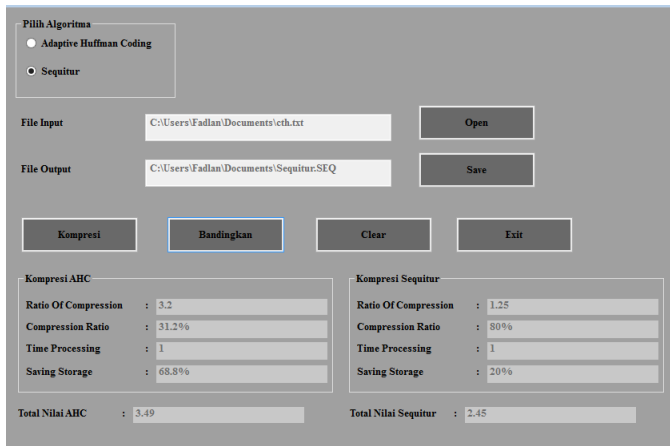 Pilih Algoritma
Adaptive Huffman Coding
Sequitur
File Input C:\Users\Fadlan\Documents\cth.txt Open
File Output C:\Users\Fadlan\Documents\Sequitur.SEQ Save
Kompresi Bandingkan Clear Exit
Kompresi AHC
Ratio Of Compression : 3.2
Compression Ratio : 31.2%
Time Processing : 1
Saving Storage : 68.8%
Total Nilai AHC : 3.49
Kompresi Sequitur
Ratio Of Compression : 1.25
Compression Ratio : 80%
Time Processing : 1
Saving Storage : 20%
Total Nilai Sequitur : 2.45